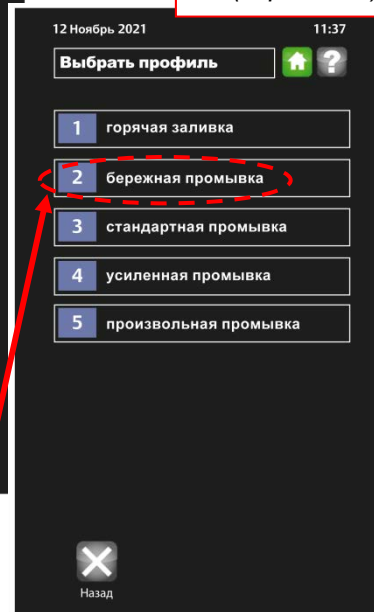 12 Ноябрь 2021 11:37
Выбрать профиль ?
1 горячая заливка
2 бережная промывка
3 стандартная промывка
4 усиленная промывка
5 произвольная промывка
Назад